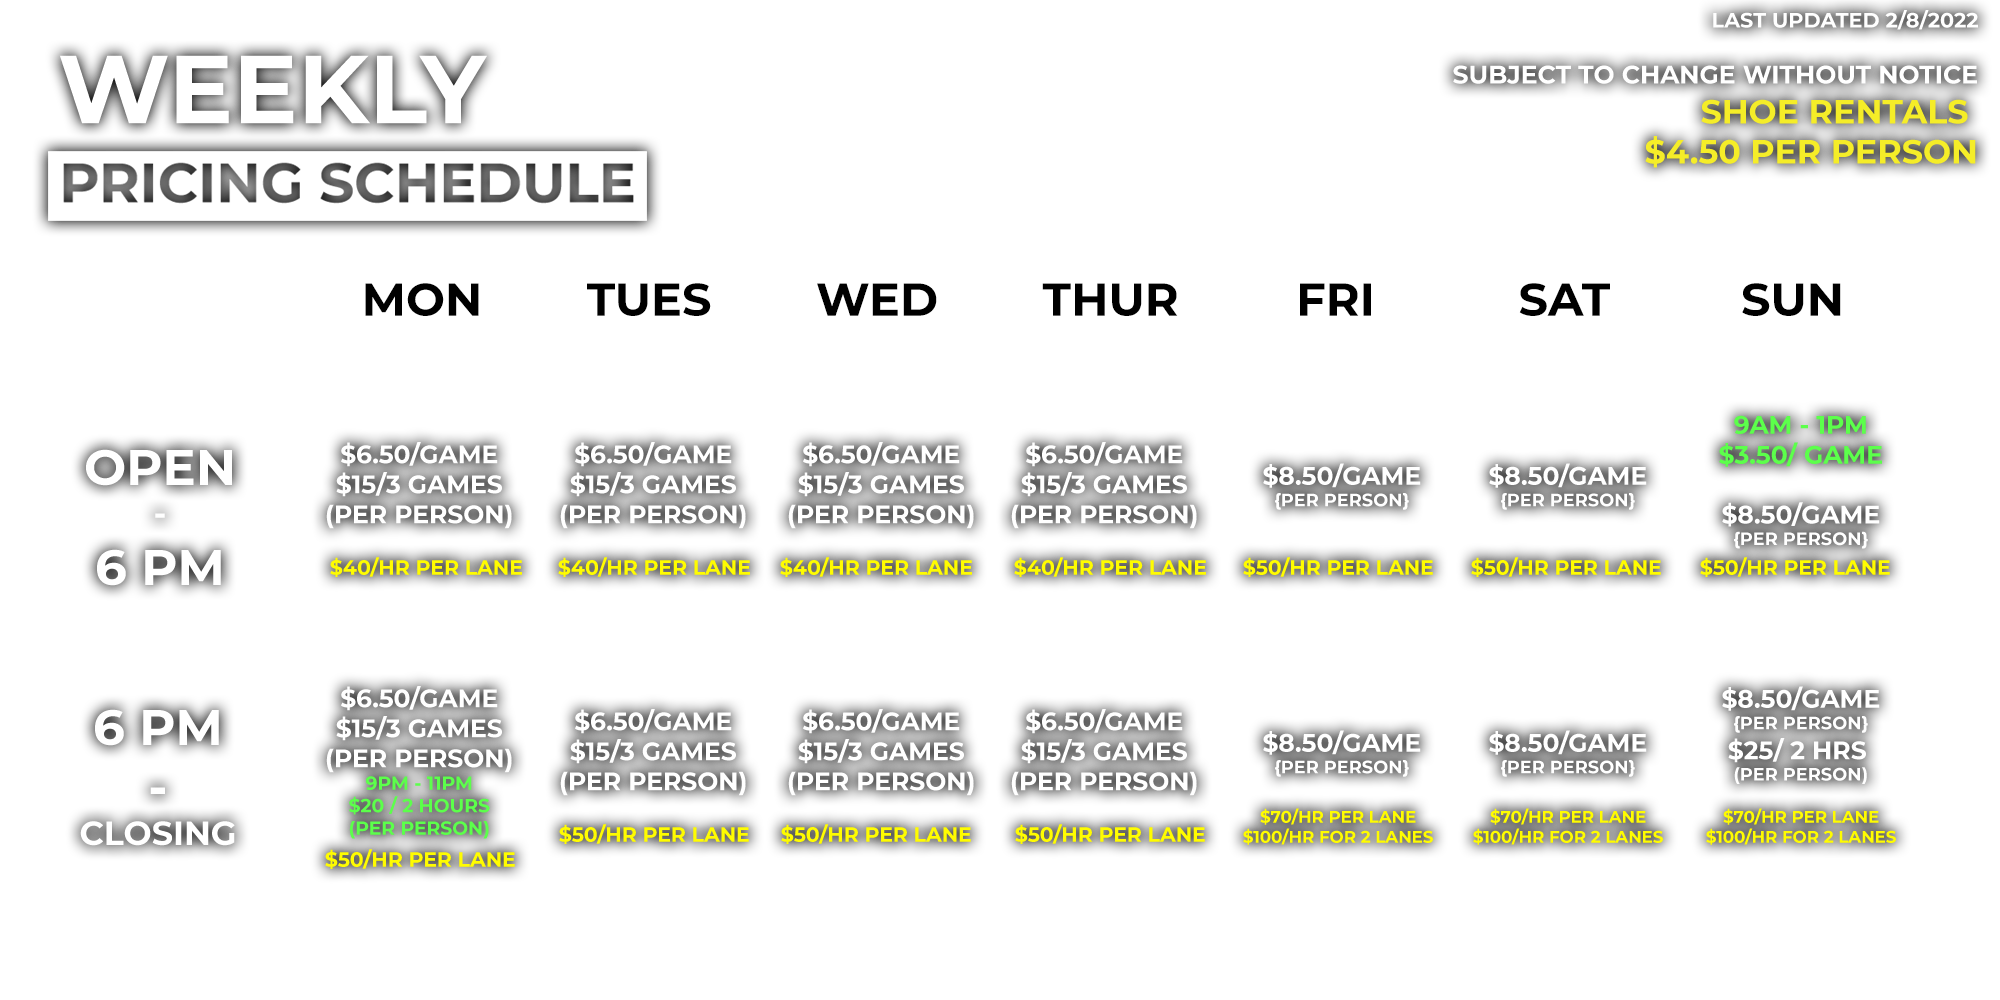 LAST UPDATED 2/8/2022
WEEKLY
PRICING SCHEDULE
SUBJECT TO CHANGE WITHOUT NOTICE
SHOE RENTALS
$4.50 PER PERSON
MON TUES WED THUR FRI SAT SUN
OPEN
-
6 PM
$6.50/GAME
$15/3 GAMES
(PER PERSON)
$40/HR PER LANE
$6.50/GAME
$15/3 GAMES
(PER PERSON)
$40/HR PER LANE
$6.50/GAME
$15/3 GAMES
(PER PERSON)
$40/HR PER LANE
$6.50/GAME
$15/3 GAMES
(PER PERSON)
$40/HR PER LANE
$8.50/GAME
{PER PERSON}
$50/HR PER LANE
$8.50/GAME
{PER PERSON}
$50/HR PER LANE
9AM - 1PM
$3.50/ GAME
$8.50/GAME
{PER PERSON}
$50/HR PER LANE
6 PM
-
CLOSING
$6.50/GAME
$15/3 GAMES
(PER PERSON)
9PM - 11PM
$20 / 2 HOURS
(PER PERSON)
$50/HR PER LANE
$6.50/GAME
$15/3 GAMES
(PER PERSON)
$50/HR PER LANE
$6.50/GAME
$15/3 GAMES
(PER PERSON)
$50/HR PER LANE
$6.50/GAME
$15/3 GAMES
(PER PERSON)
$50/HR PER LANE
$8.50/GAME
{PER PERSON}
$70/HR PER LANE
$100/HR FOR 2 LANES
$8.50/GAME
{PER PERSON}
$70/HR PER LANE
$100/HR FOR 2 LANES
$8.50/GAME
{PER PERSON}
$25/ 2 HRS
(PER PERSON)
$70/HR PER LANE
$100/HR FOR 2 LANES